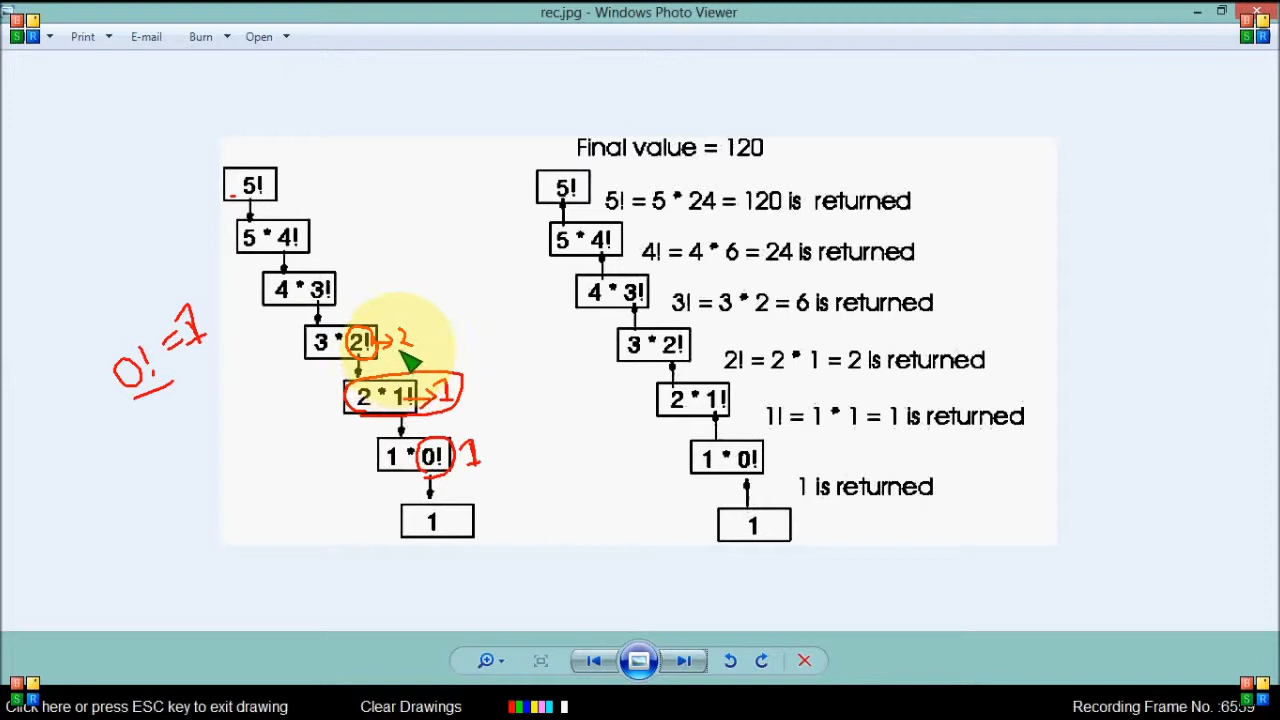 rec.jpg - Windows Photo Viewer
Print E-mail Burn Open
Final value = 120
5!
5 * 4!
4 * 3!
3 * 2! → 2
2 * 1! → 1
1 * 0! 1
1
0! = 1
5!
5! = 5 * 24 = 120 is returned
5 * 4!
4! = 4 * 6 = 24 is returned
4 * 3!
3! = 3 * 2 = 6 is returned
3 * 2!
2! = 2 * 1 = 2 is returned
2 * 1!
1! = 1 * 1 = 1 is returned
1 * 0!
1 is returned
1
Click here or press ESC key to exit drawing
Clear Drawings
Recording Frame No. :6559
B
S R
B
S R
B
S R
B
S R